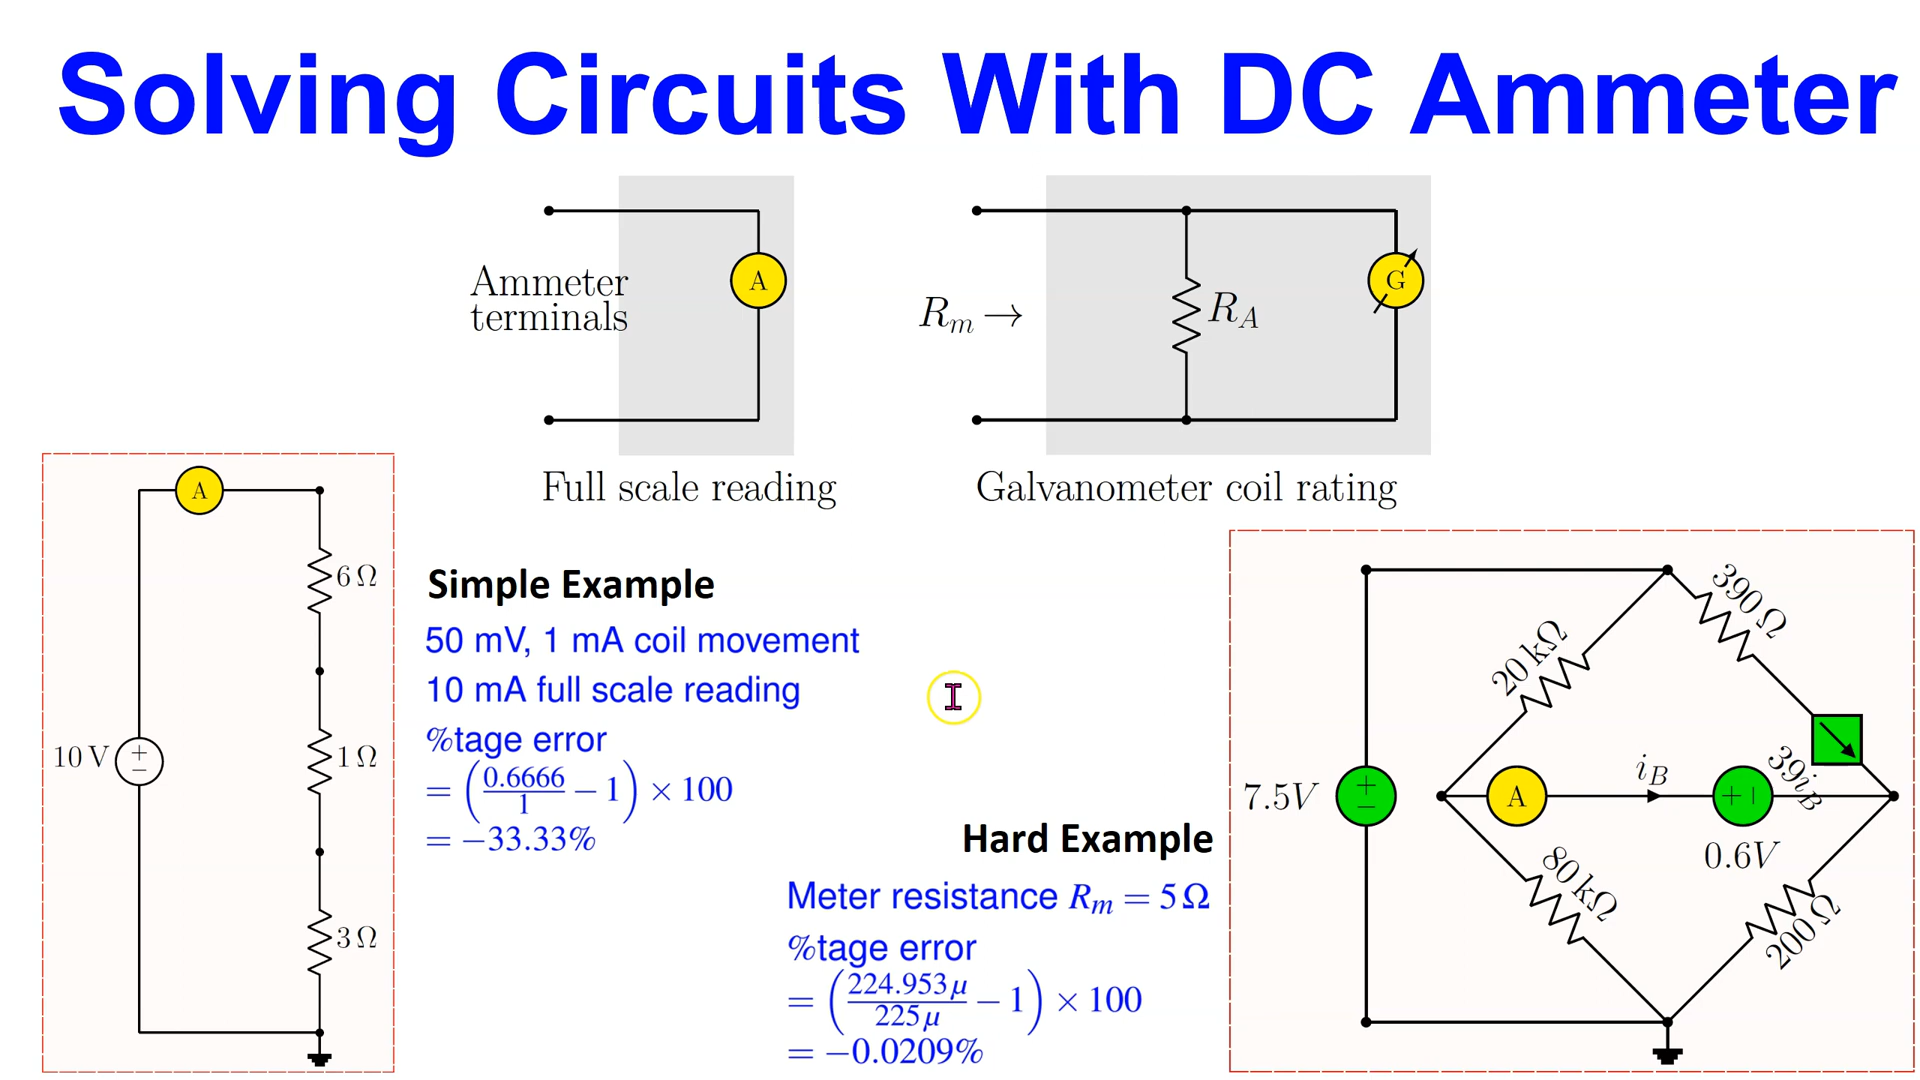 Solving Circuits With DC Ammeter
Ammeter
terminals
A
Full scale reading
R_m →
R_A
G
Galvanometer coil rating
A
10 V
+
−
6 Ω
1 Ω
3 Ω
Simple Example
50 mV, 1 mA coil movement
10 mA full scale reading
%tage error
= (0.6666/1 − 1) × 100
= −33.33%
Hard Example
Meter resistance R_m = 5 Ω
%tage error
= (224.953 μ/225 μ − 1) × 100
= −0.0209%
7.5V
+
−
20 kΩ
390 Ω
A
i_B
+ −
39i_B
0.6V
80 kΩ
200 Ω